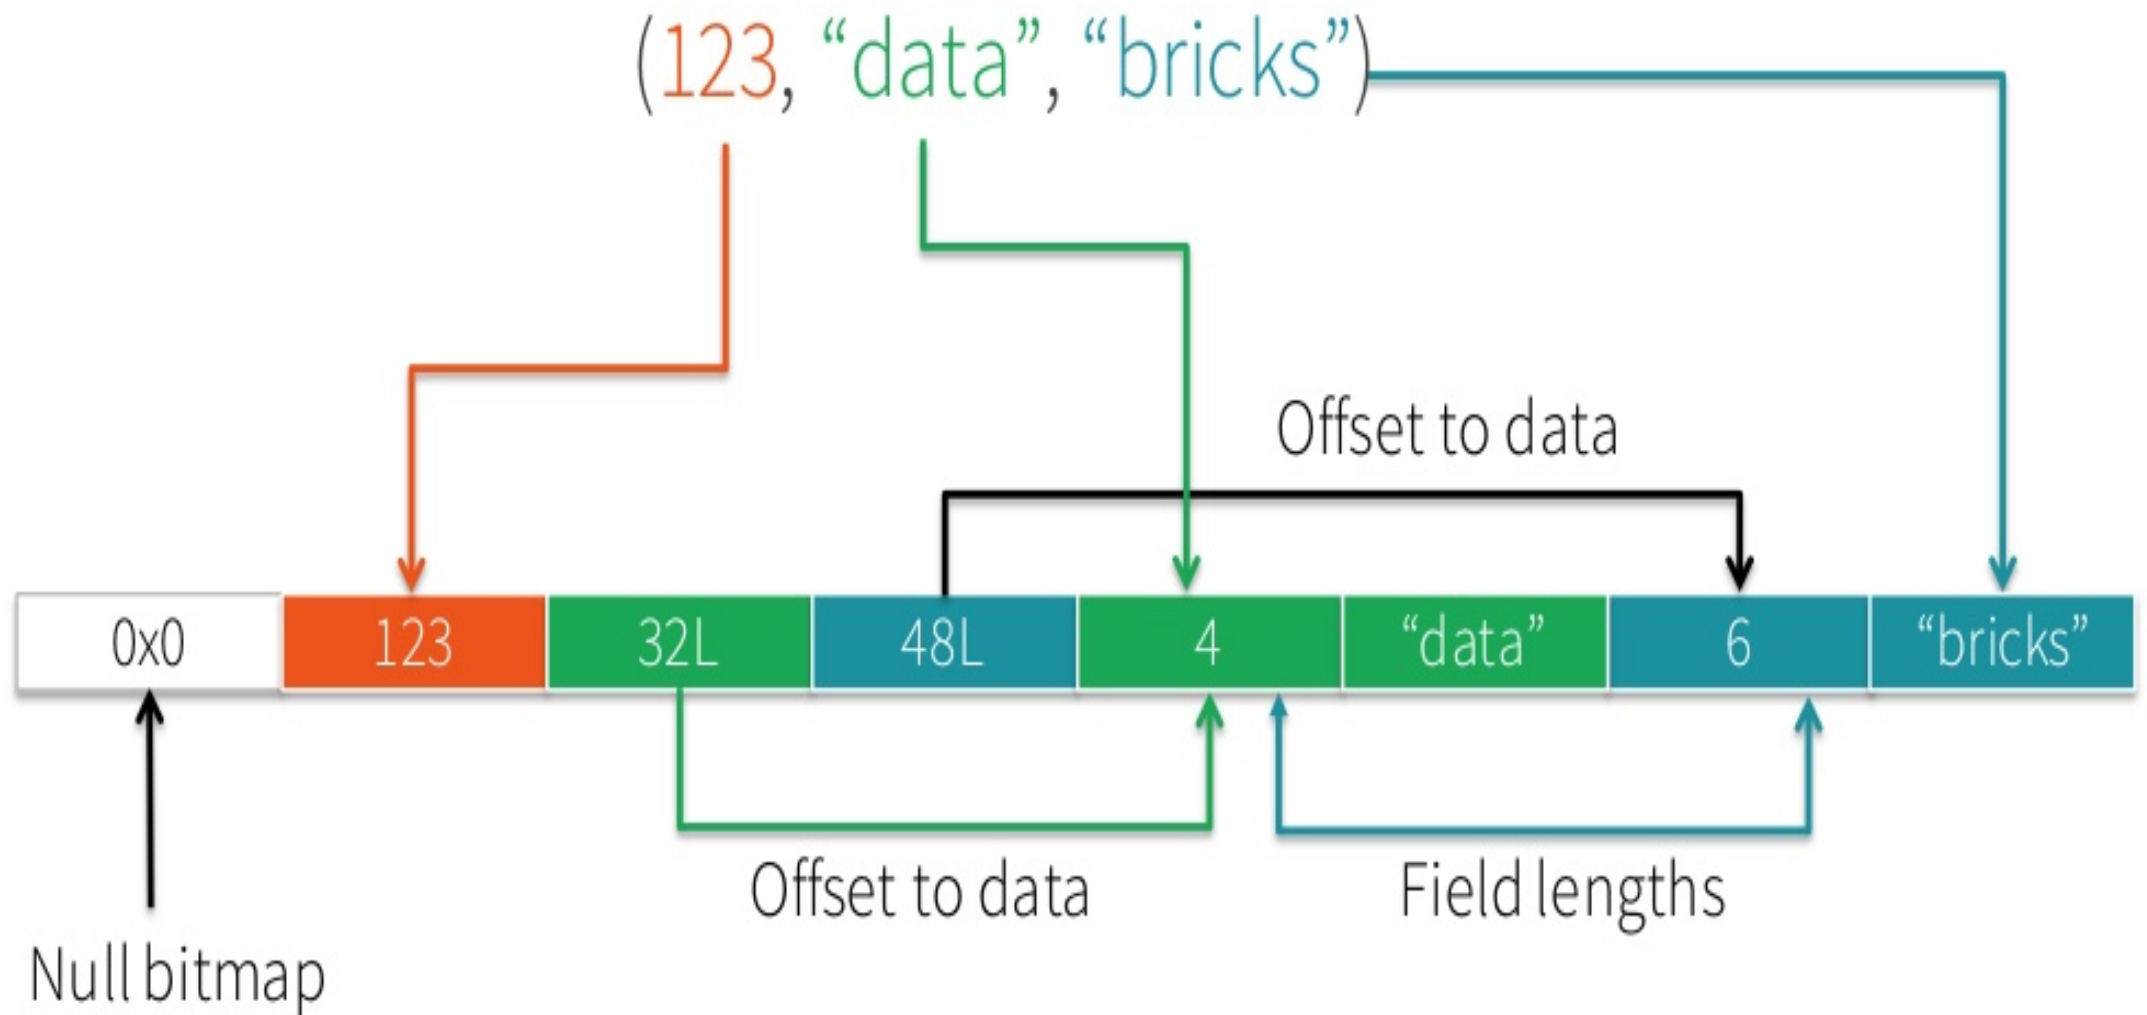 (123, “data”, “bricks”)
Offset to data
0x0 123 32L 48L 4 “data” 6 “bricks”
Offset to data Field lengths
Null bitmap